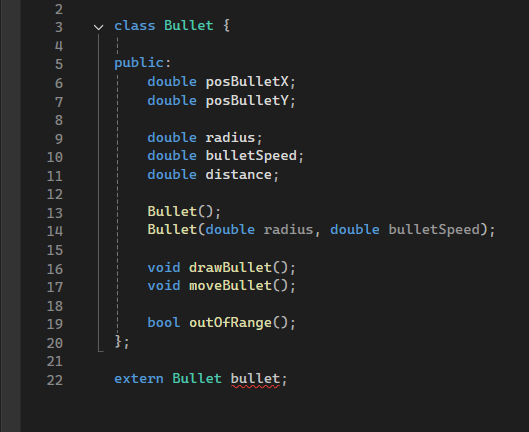 2
3 class Bullet {
4
5 public:
6 double posBulletX;
7 double posBulletY;
8
9 double radius;
10 double bulletSpeed;
11 double distance;
12
13 Bullet();
14 Bullet(double radius, double bulletSpeed);
15
16 void drawBullet();
17 void moveBullet();
18
19 bool outOfRange();
20 };
21
22 extern Bullet bullet;